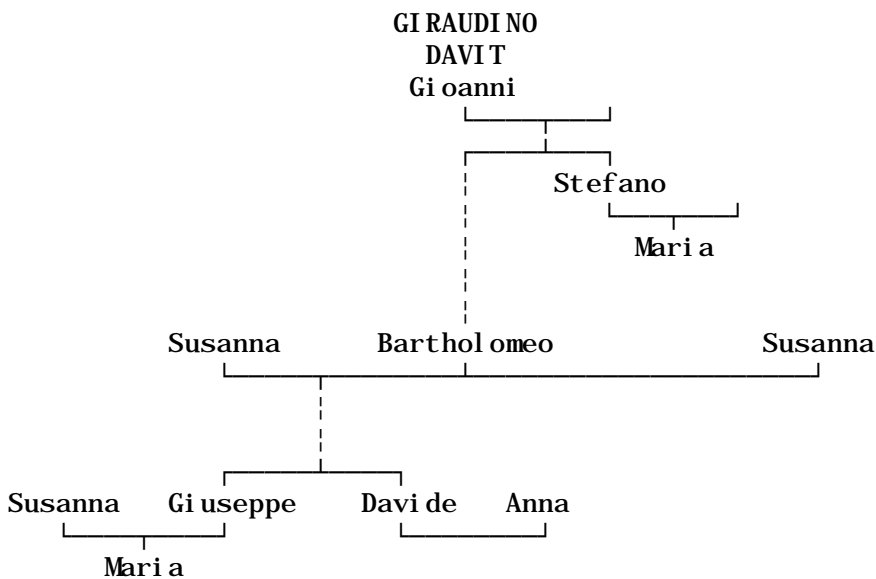 GIRAUDINO
DAVIT
Gioanni
Stefano
Maria
Susanna Bartholomeo Susanna
Susanna Giuseppe Davide Anna
Maria